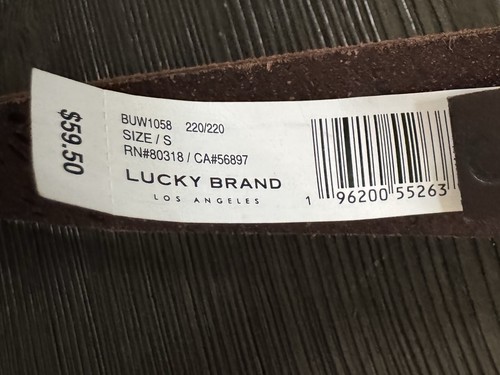 $59.50
BUW1058 220/220
SIZE / S
RN#80318 / CA#56897
LUCKY BRAND
LOS ANGELES
1 96200 55263